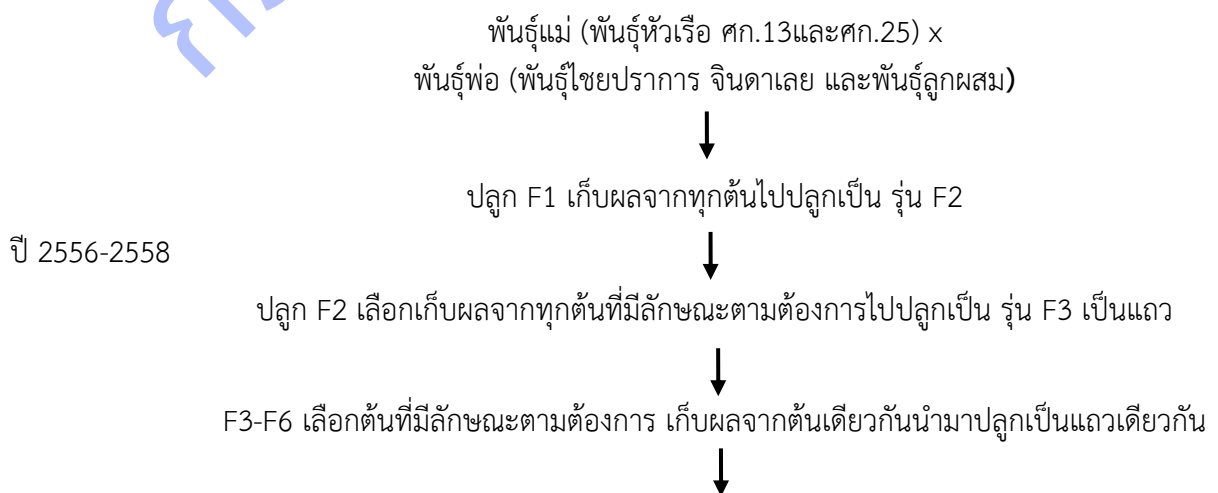 พันธุ์แม่ (พันธุ์หัวเรือ ศก.13และศก.25) x
พันธุ์พ่อ (พันธุ์ไชยปราการ จินดาเลย และพันธุ์ลูกผสม)
ปลูก F1 เก็บผลจากทุกต้นไปปลูกเป็น รุ่น F2
ปี 2556-2558
ปลูก F2 เลือกเก็บผลจากทุกต้นที่มีลักษณะตามต้องการไปปลูกเป็น รุ่น F3 เป็นแถว
F3-F6 เลือกต้นที่มีลักษณะตามต้องการ เก็บผลจากต้นเดียวกันนำมาปลูกเป็นแถวเดียวกัน